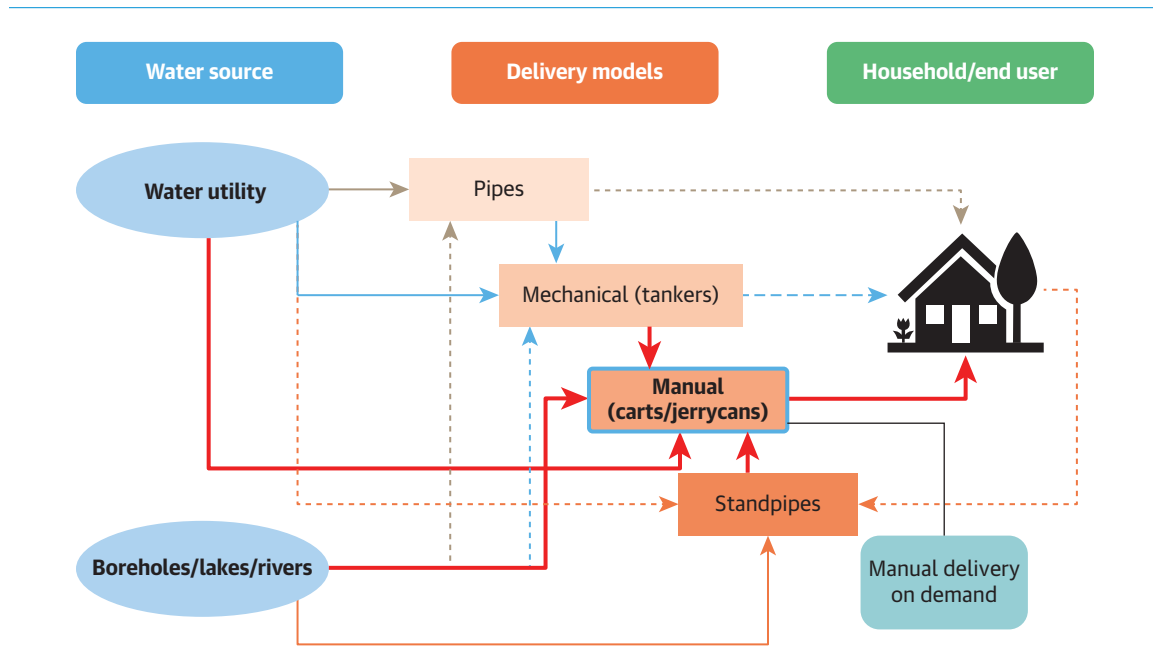 Water source
Delivery models
Household/end user
Water utility
Pipes
Mechanical (tankers)
Manual
(carts/jerrycans)
Standpipes
Boreholes/lakes/rivers
Manual delivery
on demand